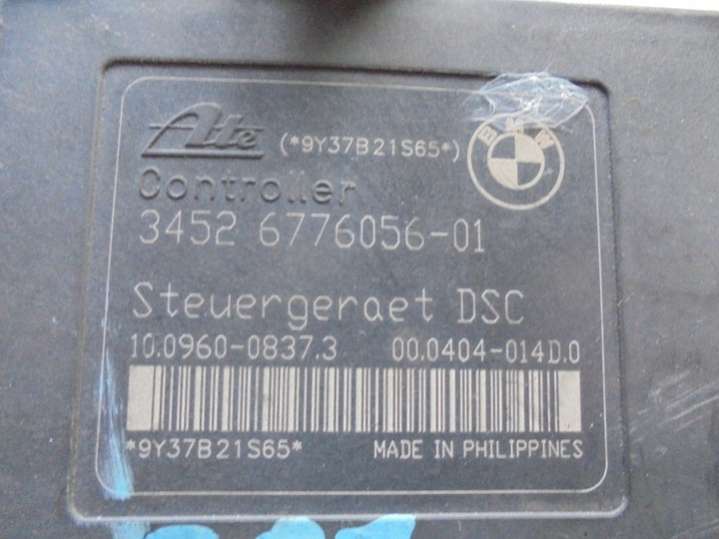 Ate (*9Y37B21S65*) BMW
Controller
3452 6776056-01
Steuergeraet DSC
10.0960-0837.3 00.0404-014D.0
*9Y37B21S65* MADE IN PHILIPPINES